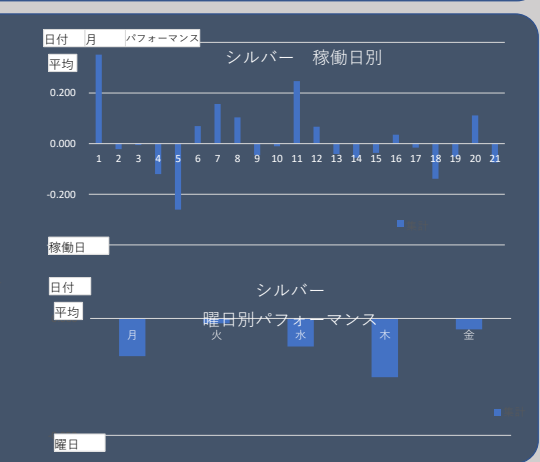 日付 月 パフォーマンス
シルバー 稼働日別
平均
0.200
0.000
1 2 3 4 5 6 7 8 9 10 11 12 13 14 15 16 17 18 19 20 21
-0.200
稼働日
日付
シルバー
平均
曜日別パフォーマンス
月 火 水 木 金
曜日